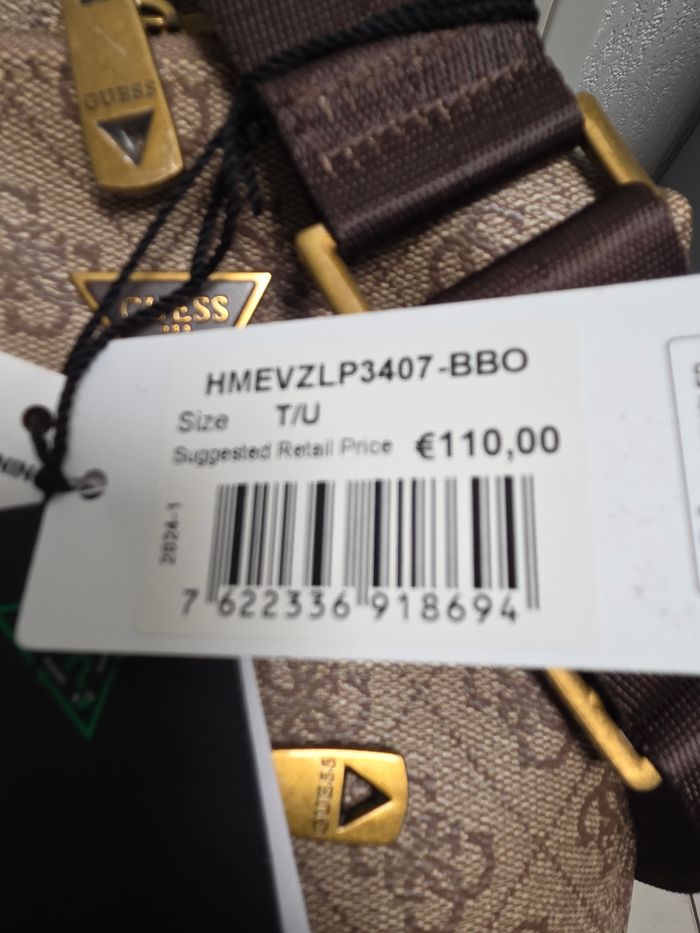 GUESS
GUESS
HMEVZLP3407-BBO
Size T/U
Suggested Retail Price €110,00
2024-1
7 622336 918694
GUESS